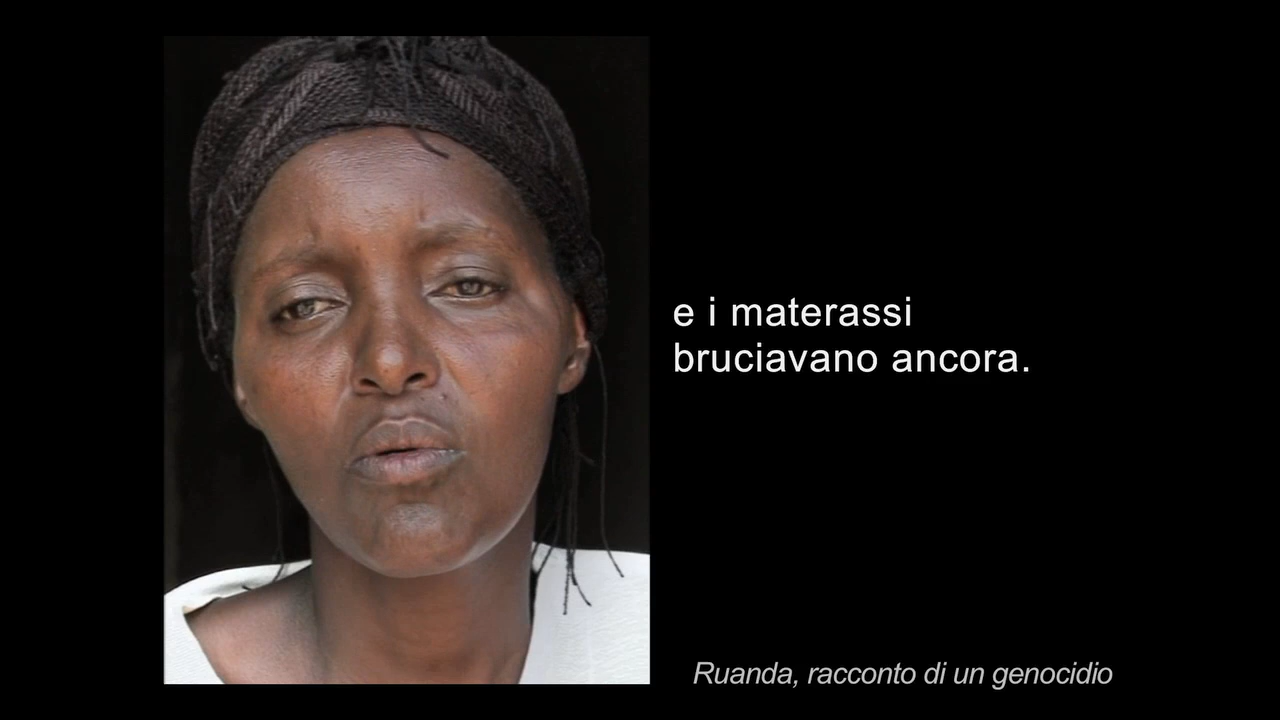 e i materassi
bruciavano ancora.
Ruanda, racconto di un genocidio